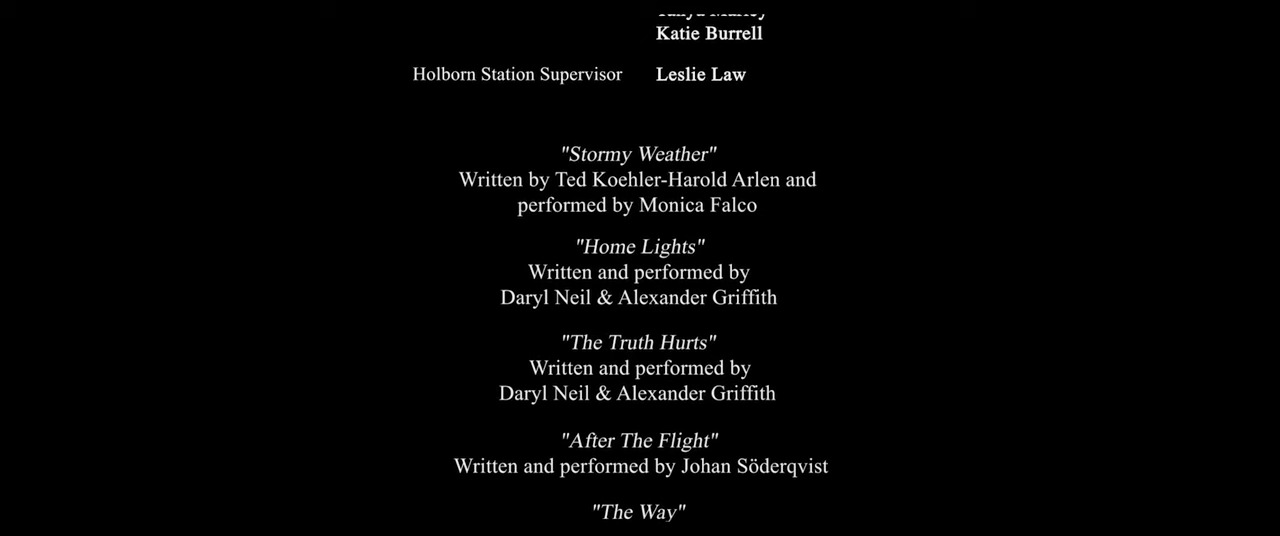 Katie Burrell
Holborn Station Supervisor Leslie Law
"Stormy Weather"
Written by Ted Koehler-Harold Arlen and
performed by Monica Falco
"Home Lights"
Written and performed by
Daryl Neil & Alexander Griffith
"The Truth Hurts"
Written and performed by
Daryl Neil & Alexander Griffith
"After The Flight"
Written and performed by Johan Söderqvist
"The Way"